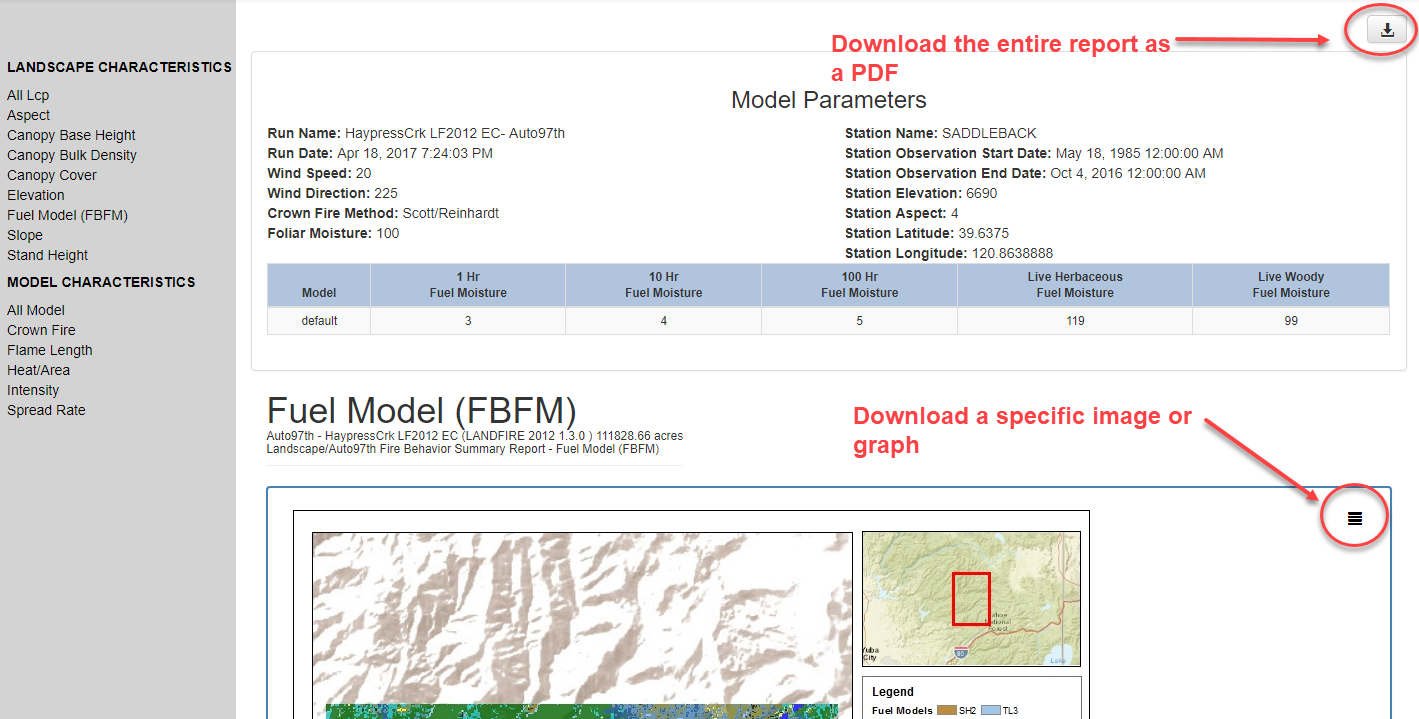 Download the entire report as
a PDF
LANDSCAPE CHARACTERISTICS
All Lcp
Aspect
Canopy Base Height
Canopy Bulk Density
Canopy Cover
Elevation
Fuel Model (FBFM)
Slope
Stand Height
MODEL CHARACTERISTICS
All Model
Crown Fire
Flame Length
Heat/Area
Intensity
Spread Rate
Model Parameters
Run Name: HaypressCrk LF2012 EC- Auto97th
Run Date: Apr 18, 2017 7:24:03 PM
Wind Speed: 20
Wind Direction: 225
Crown Fire Method: Scott/Reinhardt
Foliar Moisture: 100
Station Name: SADDLEBACK
Station Observation Start Date: May 18, 1985 12:00:00 AM
Station Observation End Date: Oct 4, 2016 12:00:00 AM
Station Elevation: 6690
Station Aspect: 4
Station Latitude: 39.6375
Station Longitude: 120.8638888
Model 1 Hr Fuel Moisture 10 Hr Fuel Moisture 100 Hr Fuel Moisture Live Herbaceous Fuel Moisture Live Woody Fuel Moisture
default 3 4 5 119 99
Fuel Model (FBFM)
Auto97th - HaypressCrk LF2012 EC (LANDFIRE 2012 1.3.0 ) 111828.66 acres
Landscape/Auto97th Fire Behavior Summary Report - Fuel Model (FBFM)
Download a specific image or
graph
National
Forest
Yuba
City
80
Lake
Legend
Fuel Models SH2 TL3